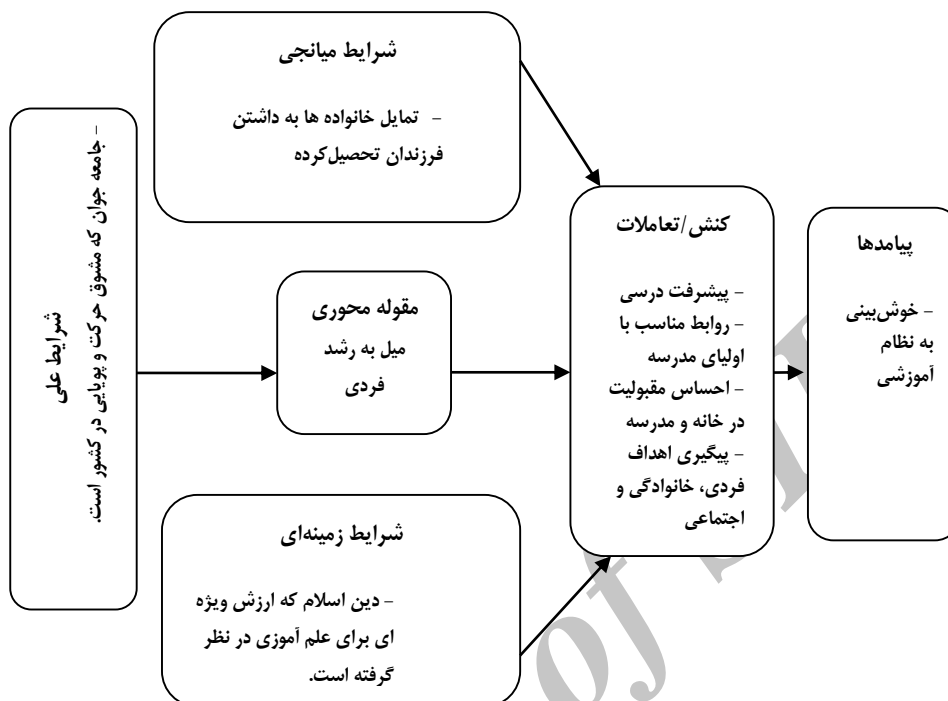 شرایط میانجی
- تمایل خانواده ها به داشتن
فرزندان تحصیل‌کرده
شرایط علی
- جامعه جوان که مشوق حرکت و پویایی در کشور است.
مقوله محوری
میل به رشد
فردی
کنش/تعاملات
- پیشرفت درسی
- روابط مناسب با
اولیای مدرسه
- احساس مقبولیت
در خانه و مدرسه
- پیگیری اهداف
فردی، خانوادگی و
اجتماعی
پیامدها
- خوش‌بینی
به نظام
آموزشی
شرایط زمینه‌ای
- دین اسلام که ارزش ویژه
ای برای علم آموزی در نظر
گرفته است.
of